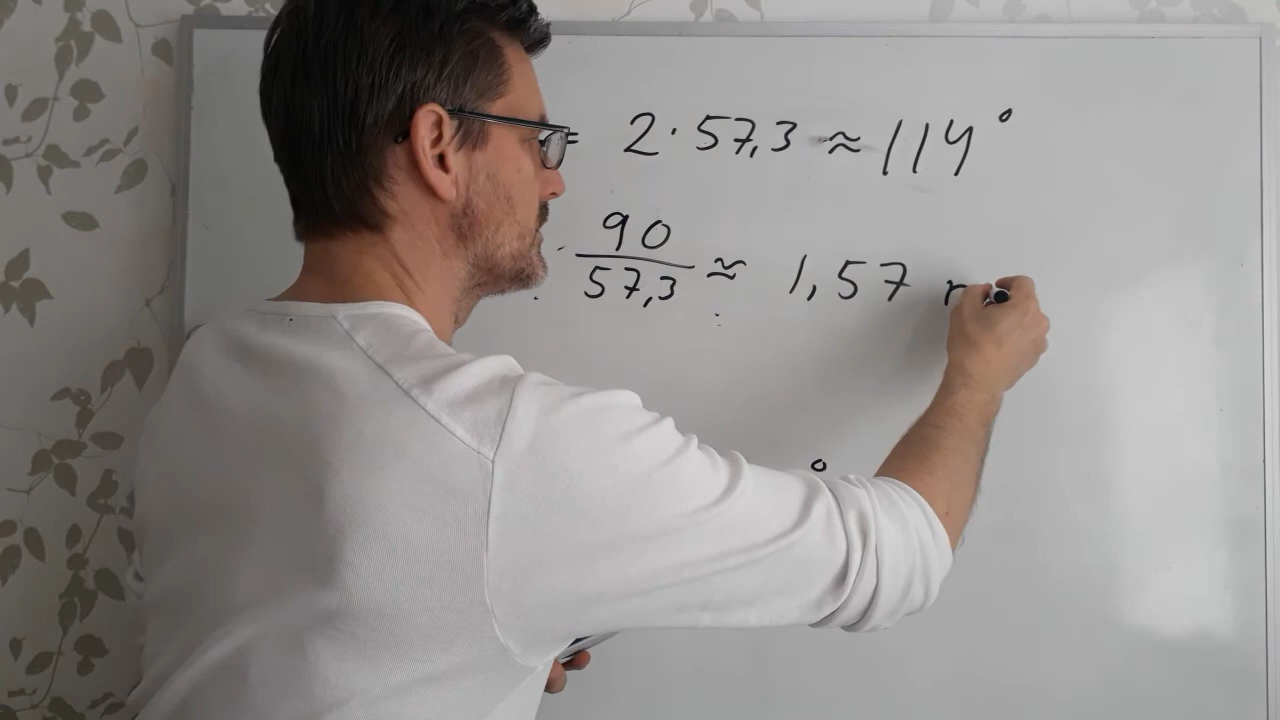 = 2·57,3 ≈ 114°
90
57,3 ≈ 1,57 r
°